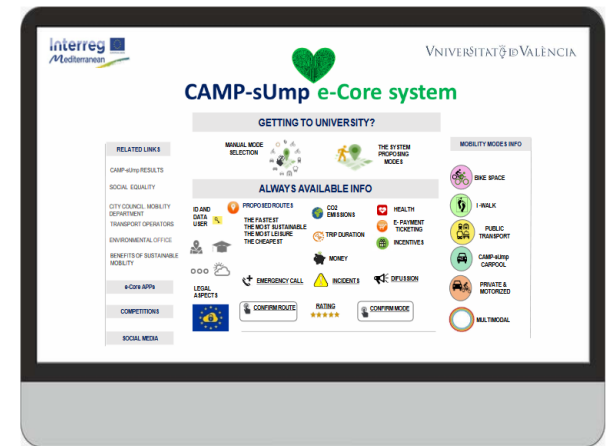 Interreg
Mediterranean
VNIVERSITAT ID VALÈNCIA
CAMP-sUmp e-Core system
GETTING TO UNIVERSITY?
RELATED LINKS
CAMP-sUmp RESULTS
SOCIAL EQUALITY
CITY COUNCIL MOBILITY
DEPARTMENT
TRANSPORT OPERATORS
ENVIRONMENTAL OFFICE
BENEFITS OF SUSTAINABLE
MOBILITY
e-Core APPs
COMPETITIONS
SOCIAL MEDIA
MANUAL MODE
SELECTION
THE SYSTEM
PROPOSING
MODES
ALWAYS AVAILABLE INFO
ID AND
DATA
USER
PROPOSED ROUTES
THE FASTEST
THE MOST SUSTAINABLE
THE MOST LEISURE
THE CHEAPEST
CO2
EMISSIONS
TRIP DURATION
MONEY
HEALTH
E- PAYMENT
TICKETING
INCENTIVES
EMERGENCY CALL
INCIDENTS
DIFUSSION
LEGAL
ASPECTS
CONFIRM ROUTE
RATING
CONFIRM MODE
MOBILITY MODES INFO
BIKE SPACE
I-WALK
PUBLIC
TRANSPORT
CAMP-sUmp
CARPOOL
PRIVATE &
MOTORIZED
MULTIMODAL